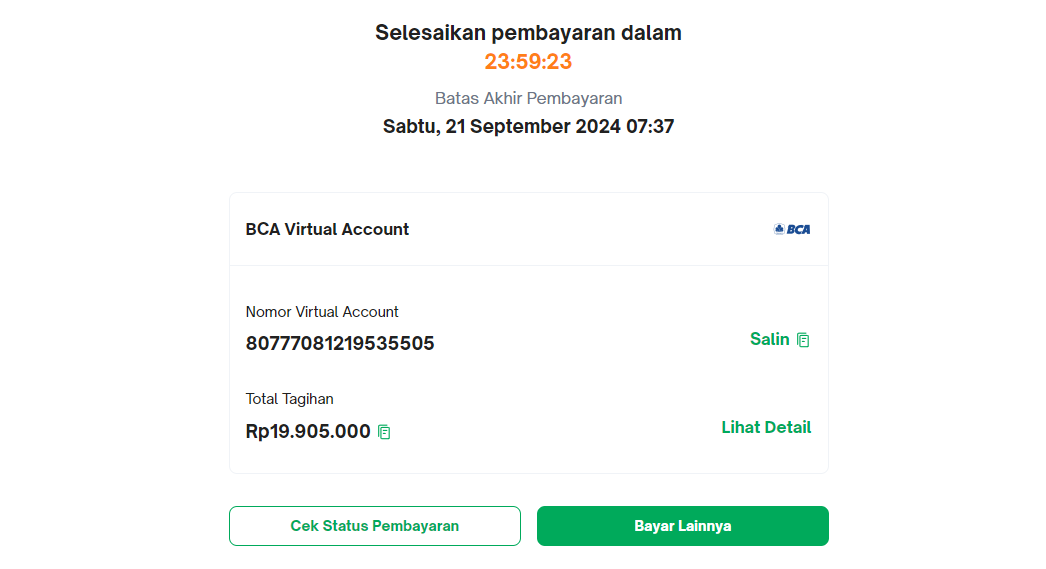 Selesaikan pembayaran dalam
23:59:23
Batas Akhir Pembayaran
Sabtu, 21 September 2024 07:37
BCA Virtual Account
BCA
Nomor Virtual Account
80777081219535505
Salin
Total Tagihan
Rp19.905.000
Lihat Detail
Cek Status Pembayaran
Bayar Lainnya